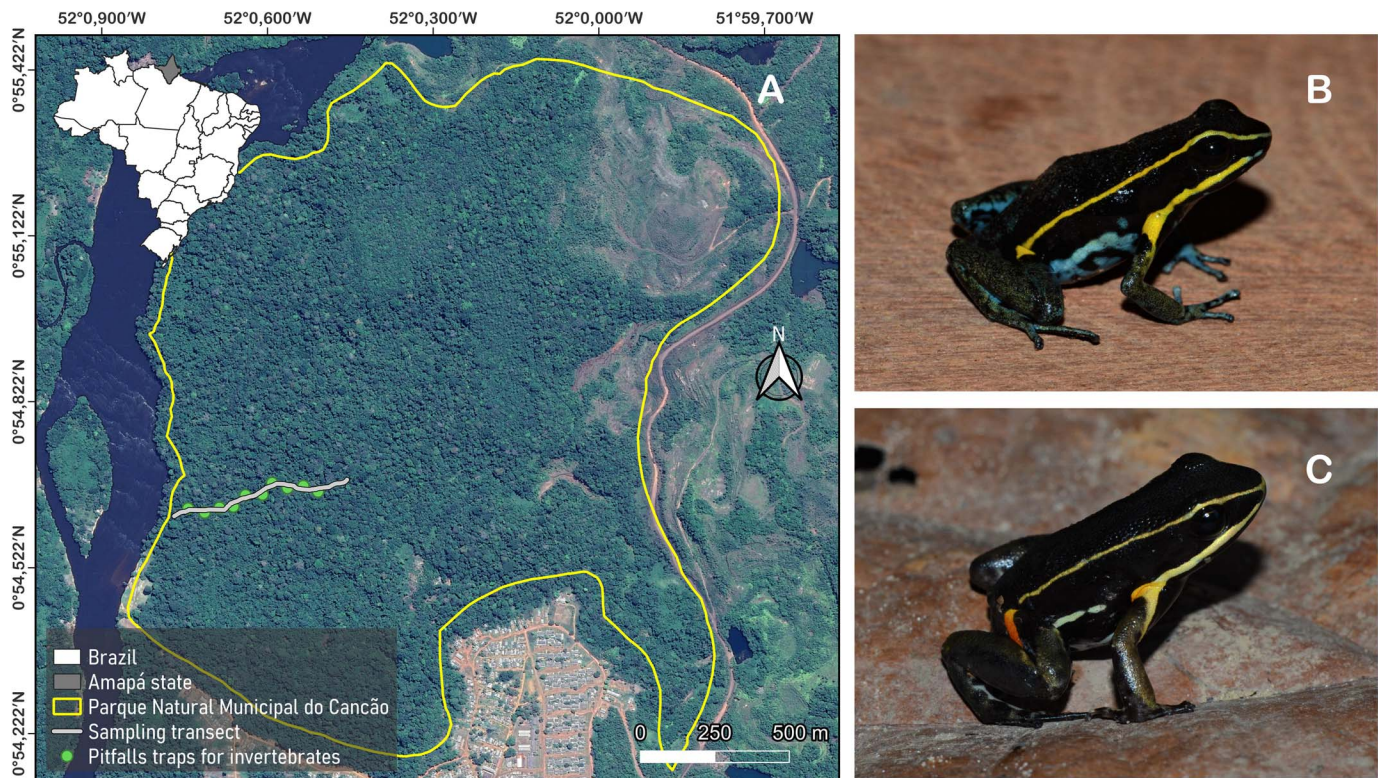 52°0,900'W 52°0,600'W 52°0,300'W 52°0,000'W 51°59,700'W
0°55,422'N
0°55,122'N
0°54,822'N
0°54,522'N
0°54,222'N
A
N
Brazil
Amapá state
Parque Natural Municipal do Cancão
Sampling transect
Pitfalls traps for invertebrates
0 250 500 m
B
C